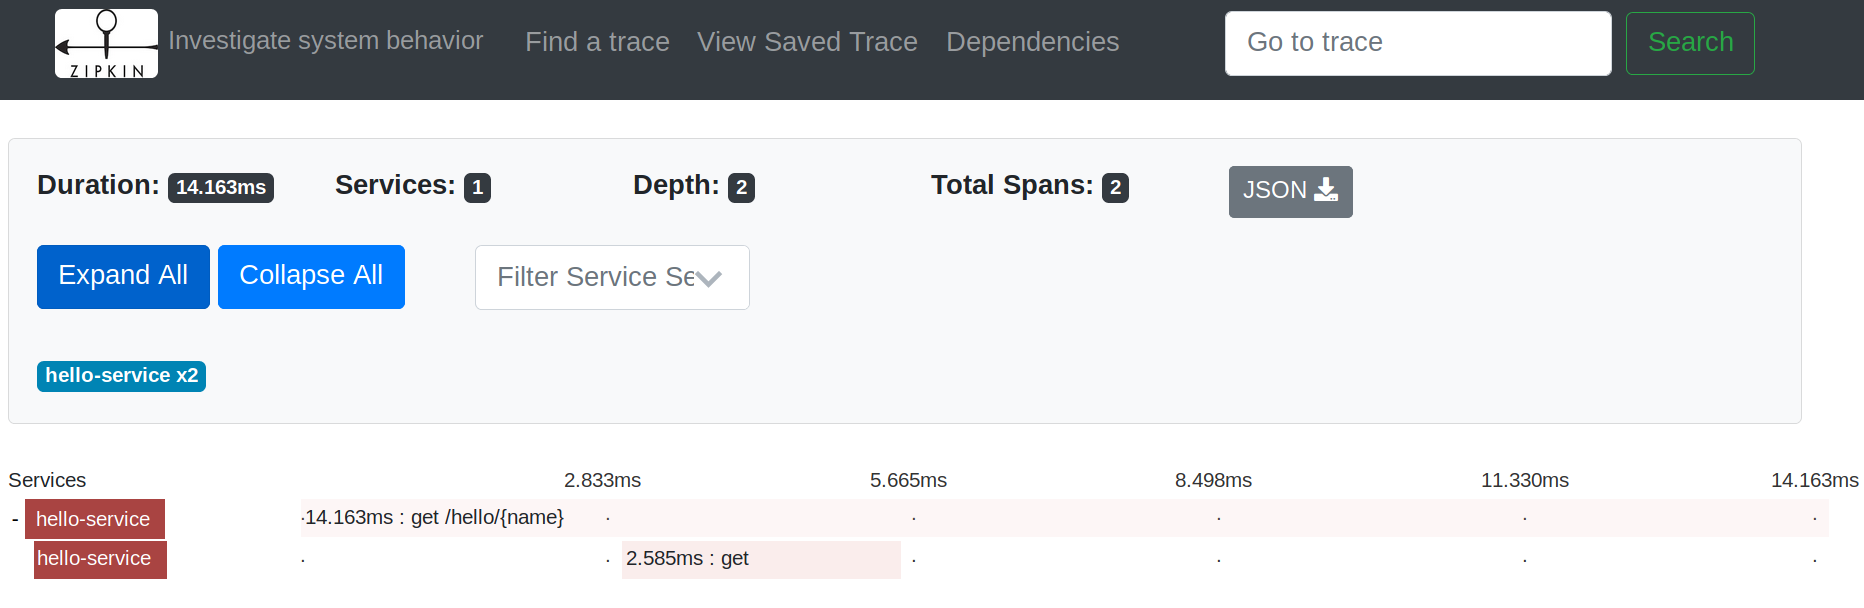 ZIPKIN
Investigate system behavior Find a trace View Saved Trace Dependencies Go to trace Search
Duration: 14.163ms Services: 1 Depth: 2 Total Spans: 2 JSON
Expand All Collapse All Filter Service Se
hello-service x2
Services 2.833ms 5.665ms 8.498ms 11.330ms 14.163ms
- hello-service ·14.163ms : get /hello/{name} · · · · ·
hello-service · · 2.585ms : get · · · ·